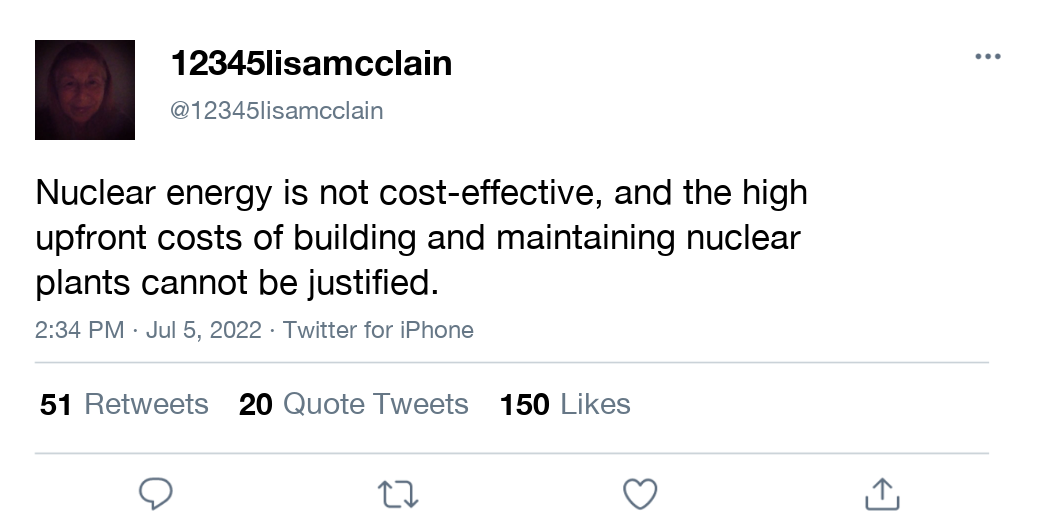 12345lisamcclain
@12345lisamcclain
Nuclear energy is not cost-effective, and the high
upfront costs of building and maintaining nuclear
plants cannot be justified.
2:34 PM · Jul 5, 2022 · Twitter for iPhone
51 Retweets 20 Quote Tweets 150 Likes